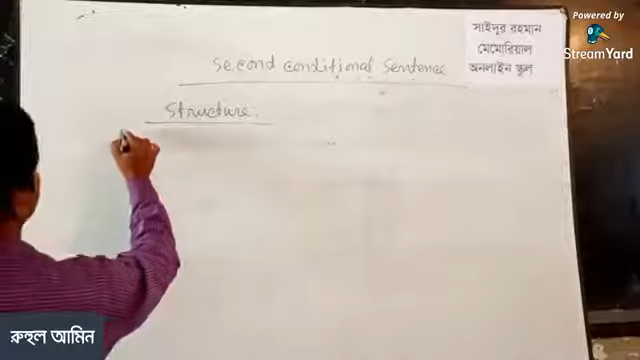 Powered by
StreamYard
সাইদুর রহমান
মেমোরিয়াল
অনলাইন স্কুল
Second conditional Sentence
Structure:
রুহুল আমিন